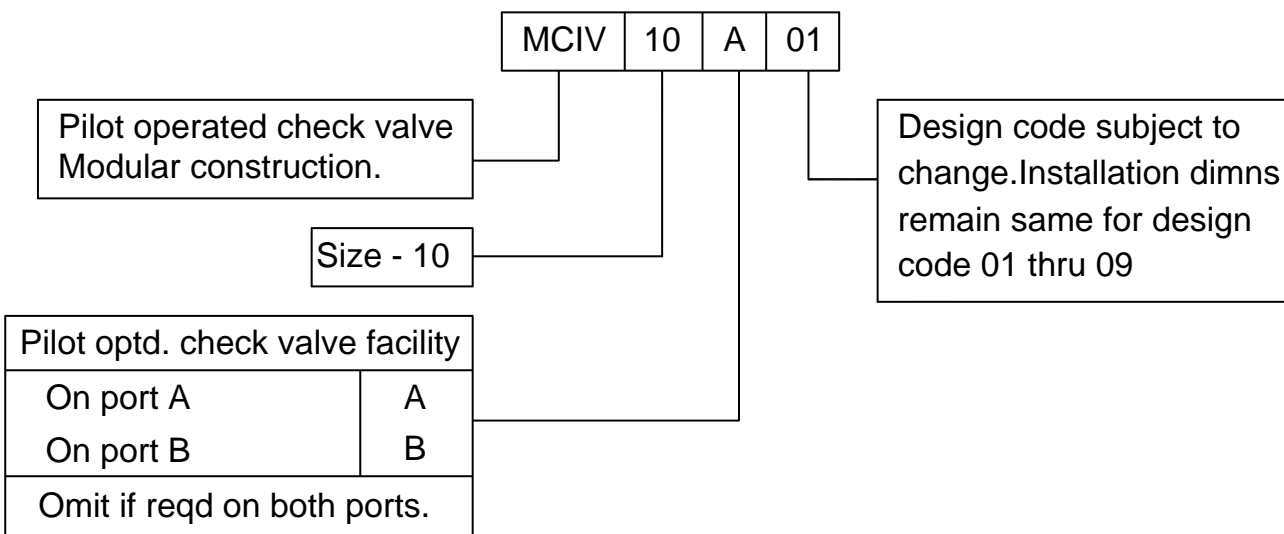 MCIV 10 A 01
Pilot operated check valve
Modular construction.
Size - 10
Pilot optd. check valve facility
On port A A
On port B B
Omit if reqd on both ports.
Design code subject to
change.Installation dimns
remain same for design
code 01 thru 09